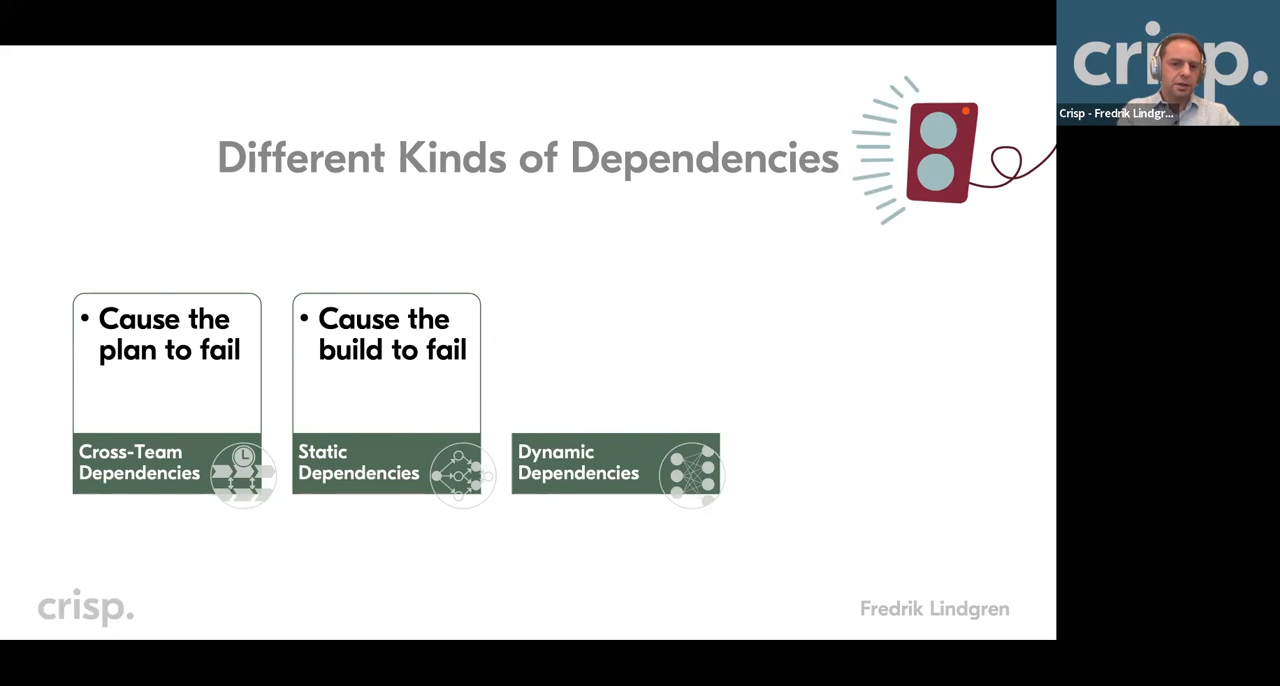 crisp.
Crisp - Fredrik Lindgr...
Different Kinds of Dependencies
• Cause the
plan to fail
Cross-Team
Dependencies
• Cause the
build to fail
Static
Dependencies
Dynamic
Dependencies
crisp.
Fredrik Lindgren